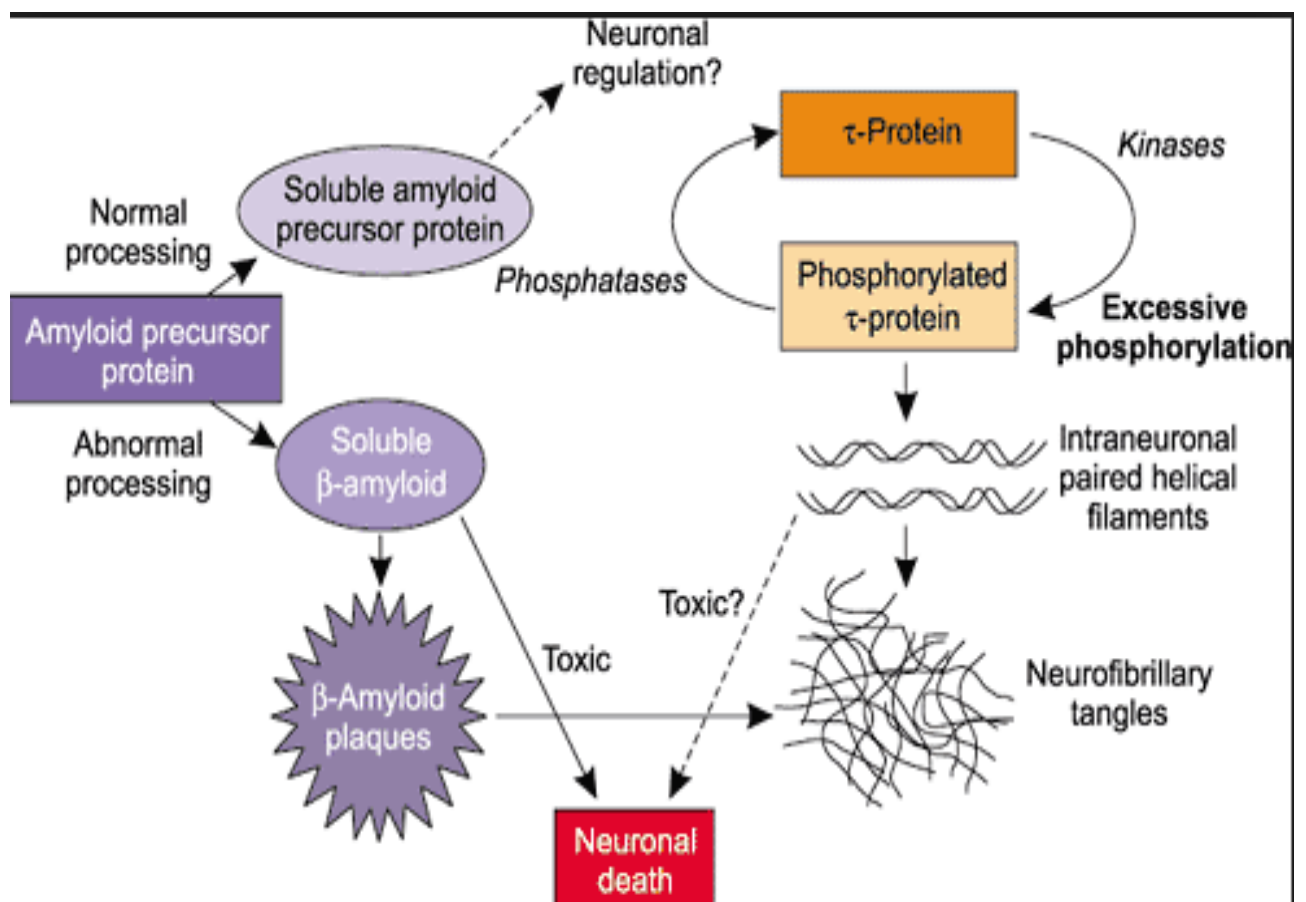 Neuronal
regulation?
τ-Protein
Kinases
Soluble amyloid
precursor protein
Normal
processing
Phosphatases
Phosphorylated
τ-protein
Excessive
phosphorylation
Amyloid precursor
protein
Abnormal
processing
Soluble
β-amyloid
Intraneuronal
paired helical
filaments
Toxic?
Toxic
β-Amyloid
plaques
Neurofibrillary
tangles
Neuronal
death